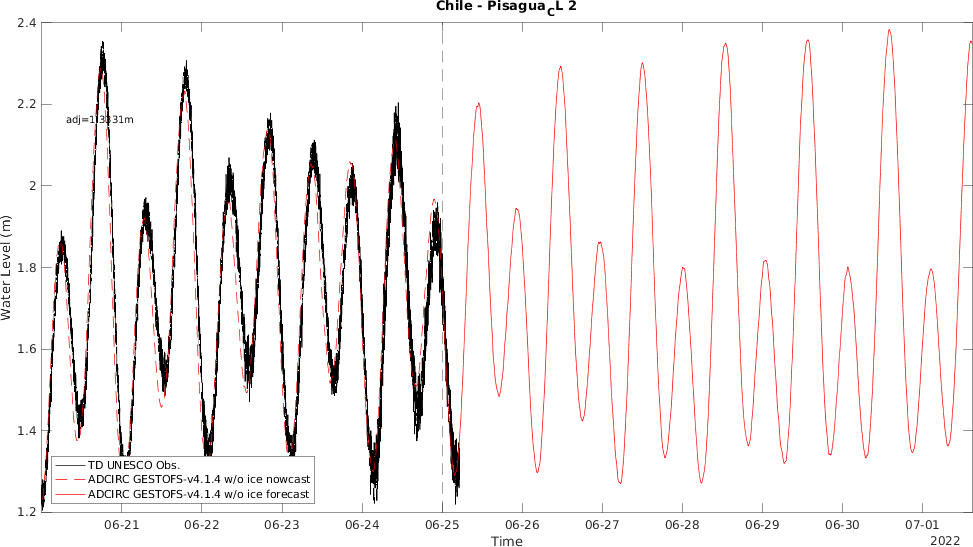 Chile - Pisagua_CL 2
2.4
2.2
2
1.8
1.6
1.4
1.2
Water Level (m)
adj=1.3331m
TD UNESCO Obs.
ADCIRC GESTOFS-v4.1.4 w/o ice nowcast
ADCIRC GESTOFS-v4.1.4 w/o ice forecast
06-21
06-22
06-23
06-24
06-25
06-26
06-27
06-28
06-29
06-30
07-01
Time
2022